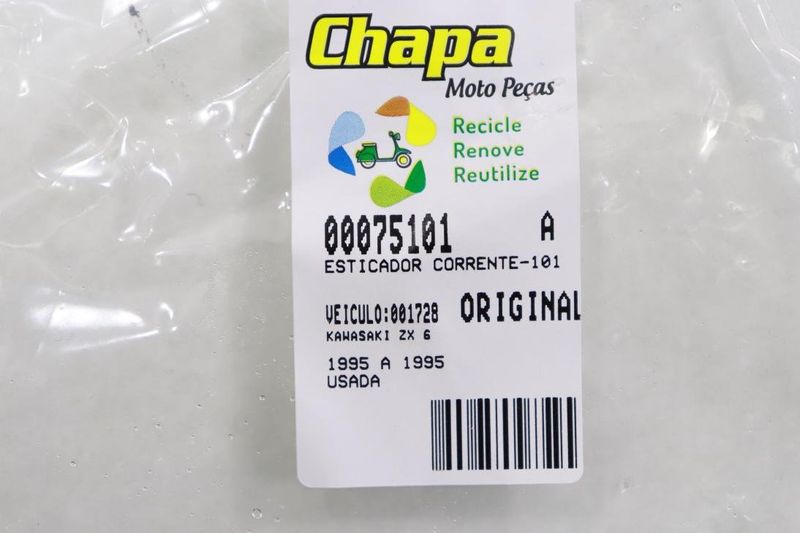 Chapa
Moto Peças
Recicle
Renove
Reutilize
00075101 A
ESTICADOR CORRENTE-101
VEICULO:001728 ORIGINAL
KAWASAKI ZX 6
1995 A 1995
USADA